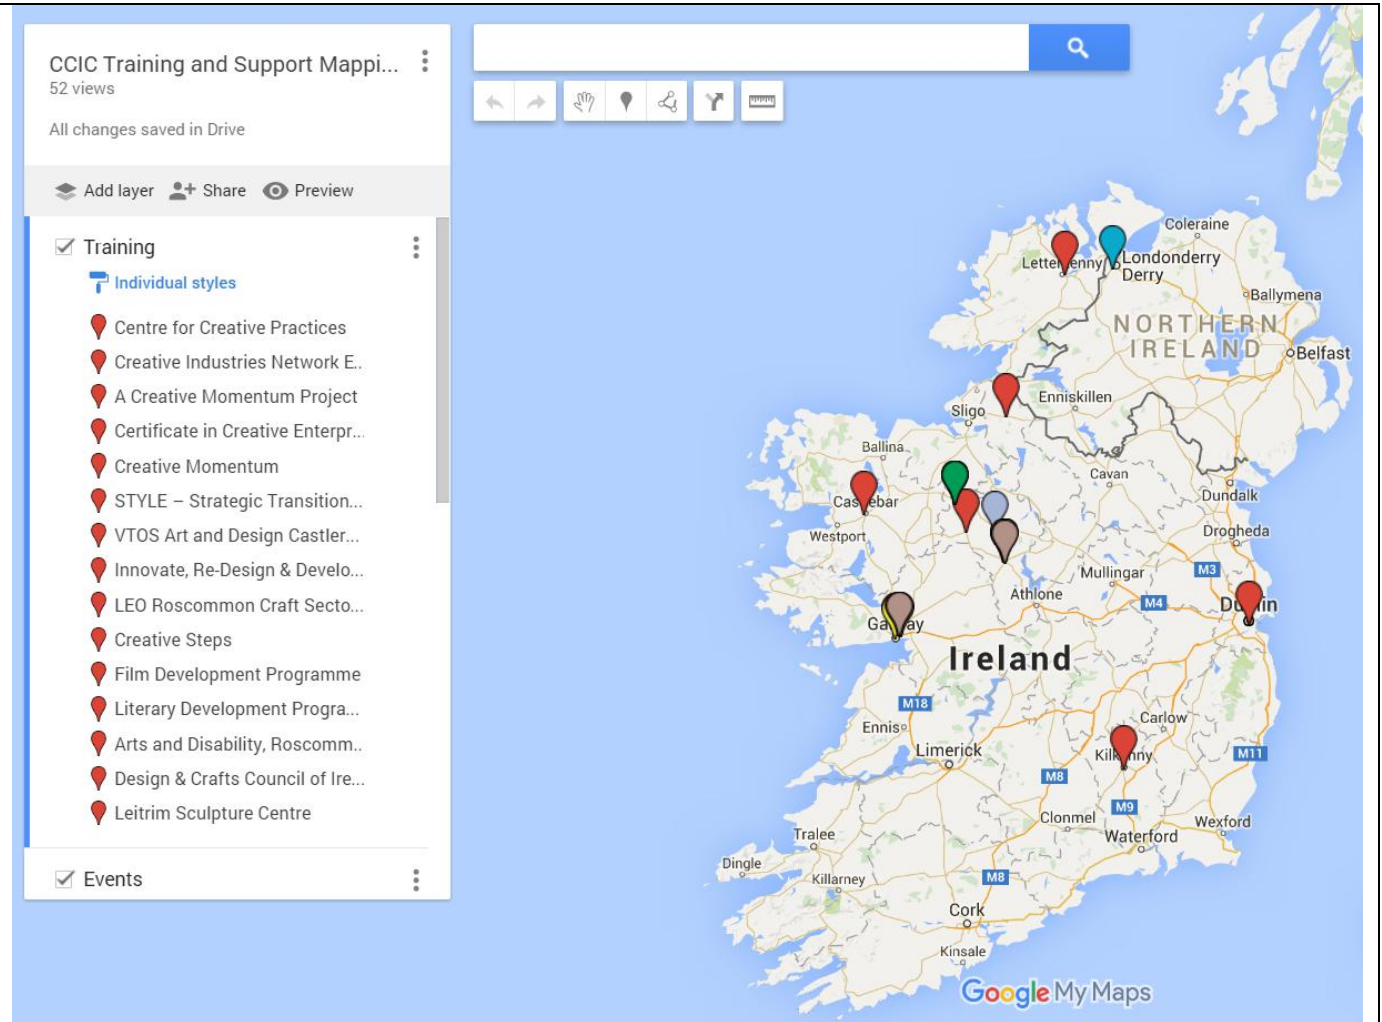 CCIC Training and Support Mappi...
52 views
All changes saved in Drive
Add layer Share Preview
Training
Individual styles
Centre for Creative Practices
Creative Industries Network E..
A Creative Momentum Project
Certificate in Creative Enterpr...
Creative Momentum
STYLE – Strategic Transition...
VTOS Art and Design Castler...
Innovate, Re-Design & Develo...
LEO Roscommon Craft Secto...
Creative Steps
Film Development Programme
Literary Development Progra...
Arts and Disability, Roscomm..
Design & Crafts Council of Ire...
Leitrim Sculpture Centre
Events
Coleraine
Londonderry
Derry
Ballymena
NORTHERN
IRELAND
Belfast
Enniskillen
Sligo
Ballina
Cavan
Dundalk
Westport
Drogheda
Mullingar
M3
Athlone
M4
Ireland
M18
Ennis
Carlow
Limerick
M11
M8
M9
Clonmel
Wexford
Waterford
Tralee
Dingle
Killarney
M8
Cork
Kinsale
Google My Maps